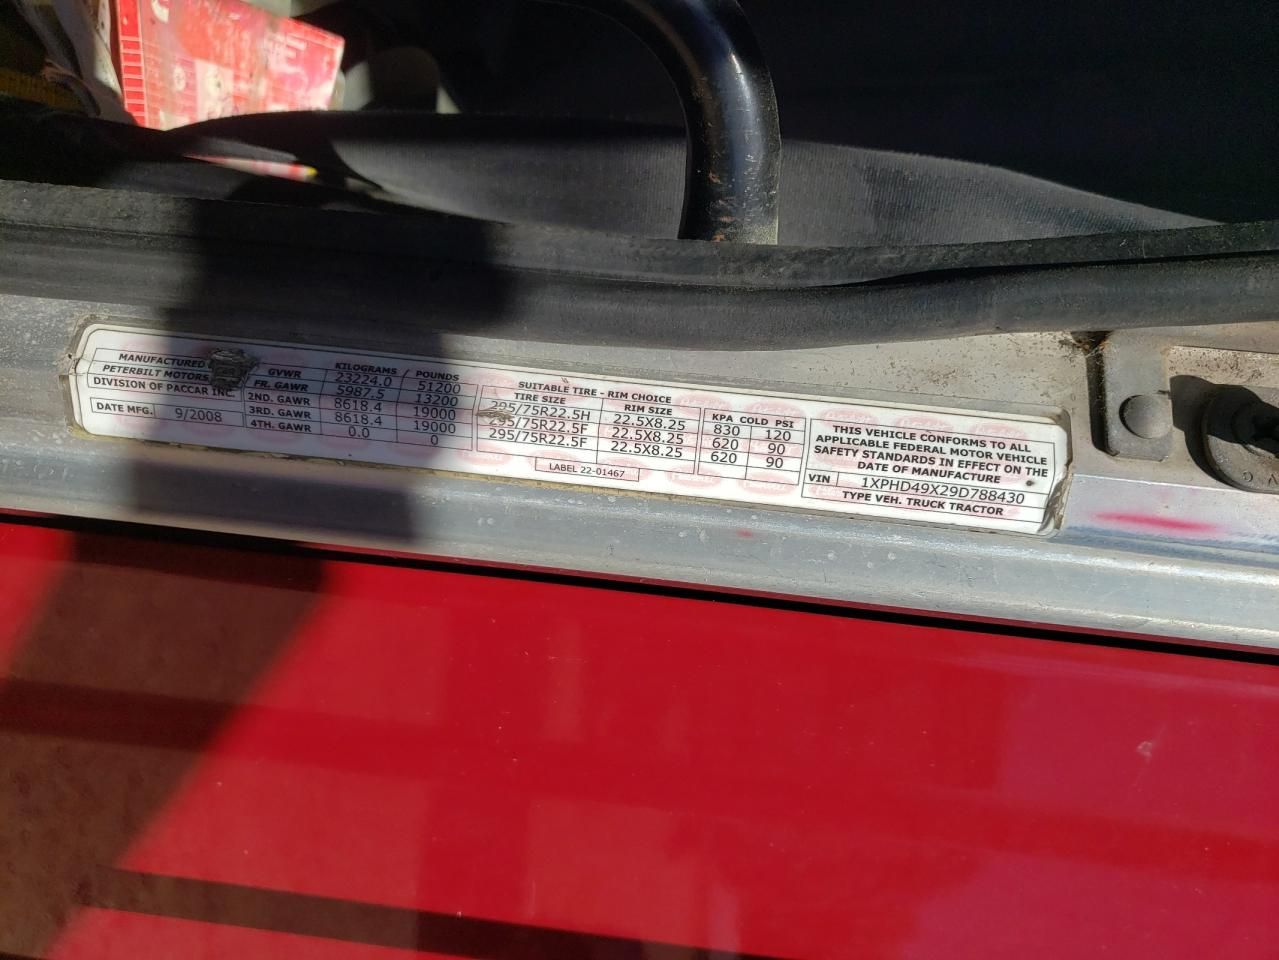 MANUFACTURED
PETERBILT MOTORS
DIVISION OF PACCAR INC.
DATE MFG. 9/2008
KILOGRAMS POUNDS
GVWR 23224.0 51200
FR. GAWR 5987.5 13200
2ND. GAWR 8618.4 19000
3RD. GAWR 8618.4 19000
4TH. GAWR 0.0 0
SUITABLE TIRE - RIM CHOICE
TIRE SIZE RIM SIZE KPA COLD PSI
295/75R22.5H 22.5X8.25 830 120
295/75R22.5F 22.5X8.25 620 90
295/75R22.5F 22.5X8.25 620 90
LABEL 22-01467
THIS VEHICLE CONFORMS TO ALL
APPLICABLE FEDERAL MOTOR VEHICLE
SAFETY STANDARDS IN EFFECT ON THE
DATE OF MANUFACTURE
VIN 1XPHD49X29D788430
TYPE VEH. TRUCK TRACTOR